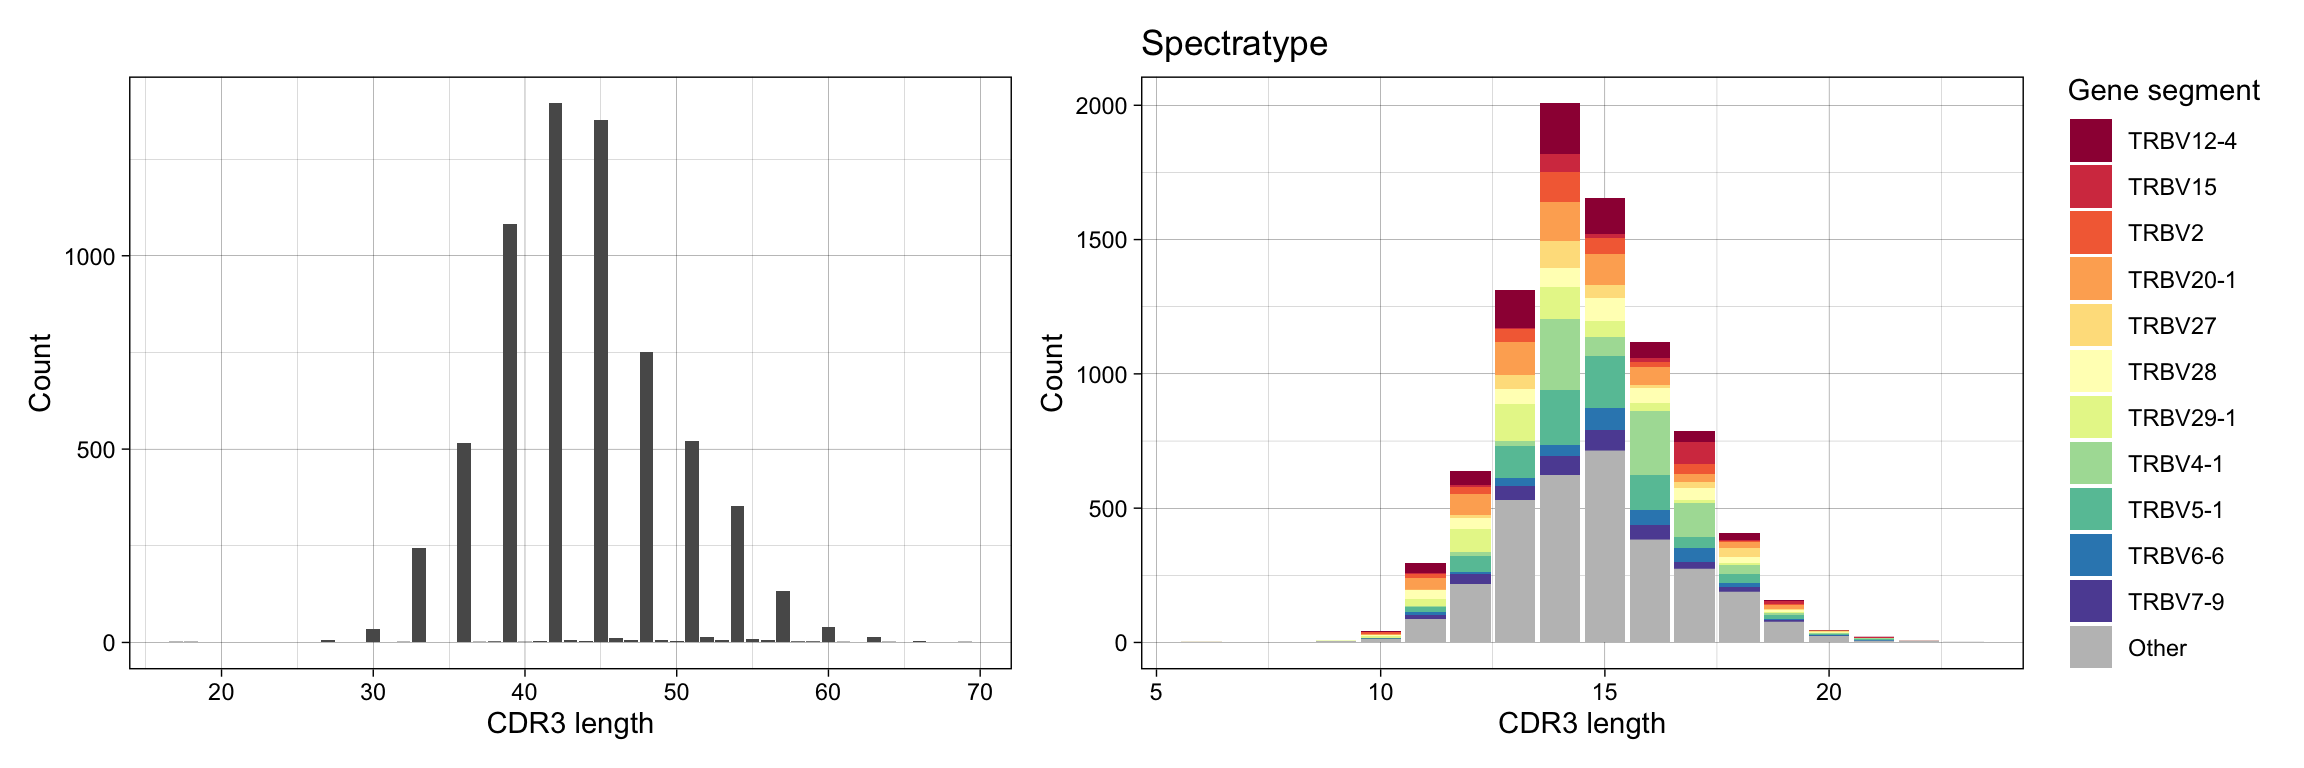 Count
1000
500
0
20 30 40 50 60 70
CDR3 length
Spectratype
Count
2000
1500
1000
500
0
5 10 15 20
CDR3 length
Gene segment
TRBV12-4
TRBV15
TRBV2
TRBV20-1
TRBV27
TRBV28
TRBV29-1
TRBV4-1
TRBV5-1
TRBV6-6
TRBV7-9
Other